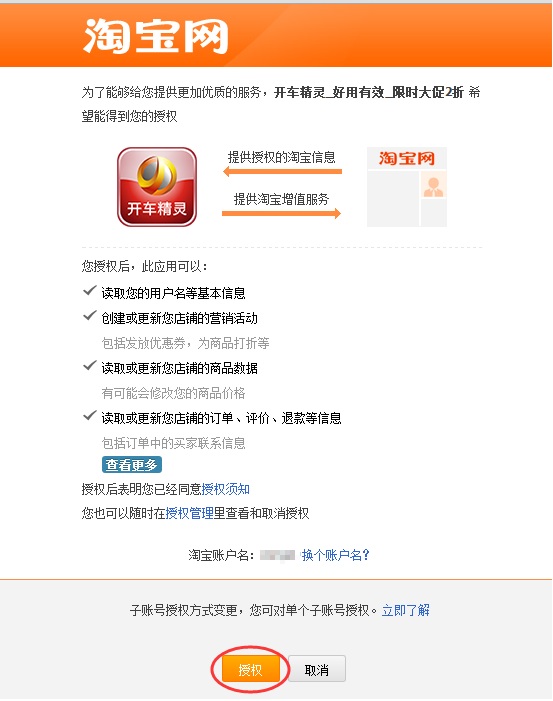 淘宝网
为了能够给您提供更加优质的服务，开车精灵_好用有效_限时大促2折 希
望能得到您的授权
提供授权的淘宝信息
提供淘宝增值服务
开车精灵
淘宝网
您授权后，此应用可以：
读取您的用户名等基本信息
创建或更新您店铺的营销活动
包括发放优惠券，为商品打折等
读取或更新您店铺的商品数据
有可能会修改您的商品价格
读取或更新您店铺的订单、评价、退款等信息
包括订单中的买家联系信息
查看更多
授权后表明您已经同意授权须知
您也可以随时在授权管理里查看和取消授权
淘宝账户名： 换个账户名?
子账号授权方式变更，您可对单个子账号授权。立即了解
授权 取消